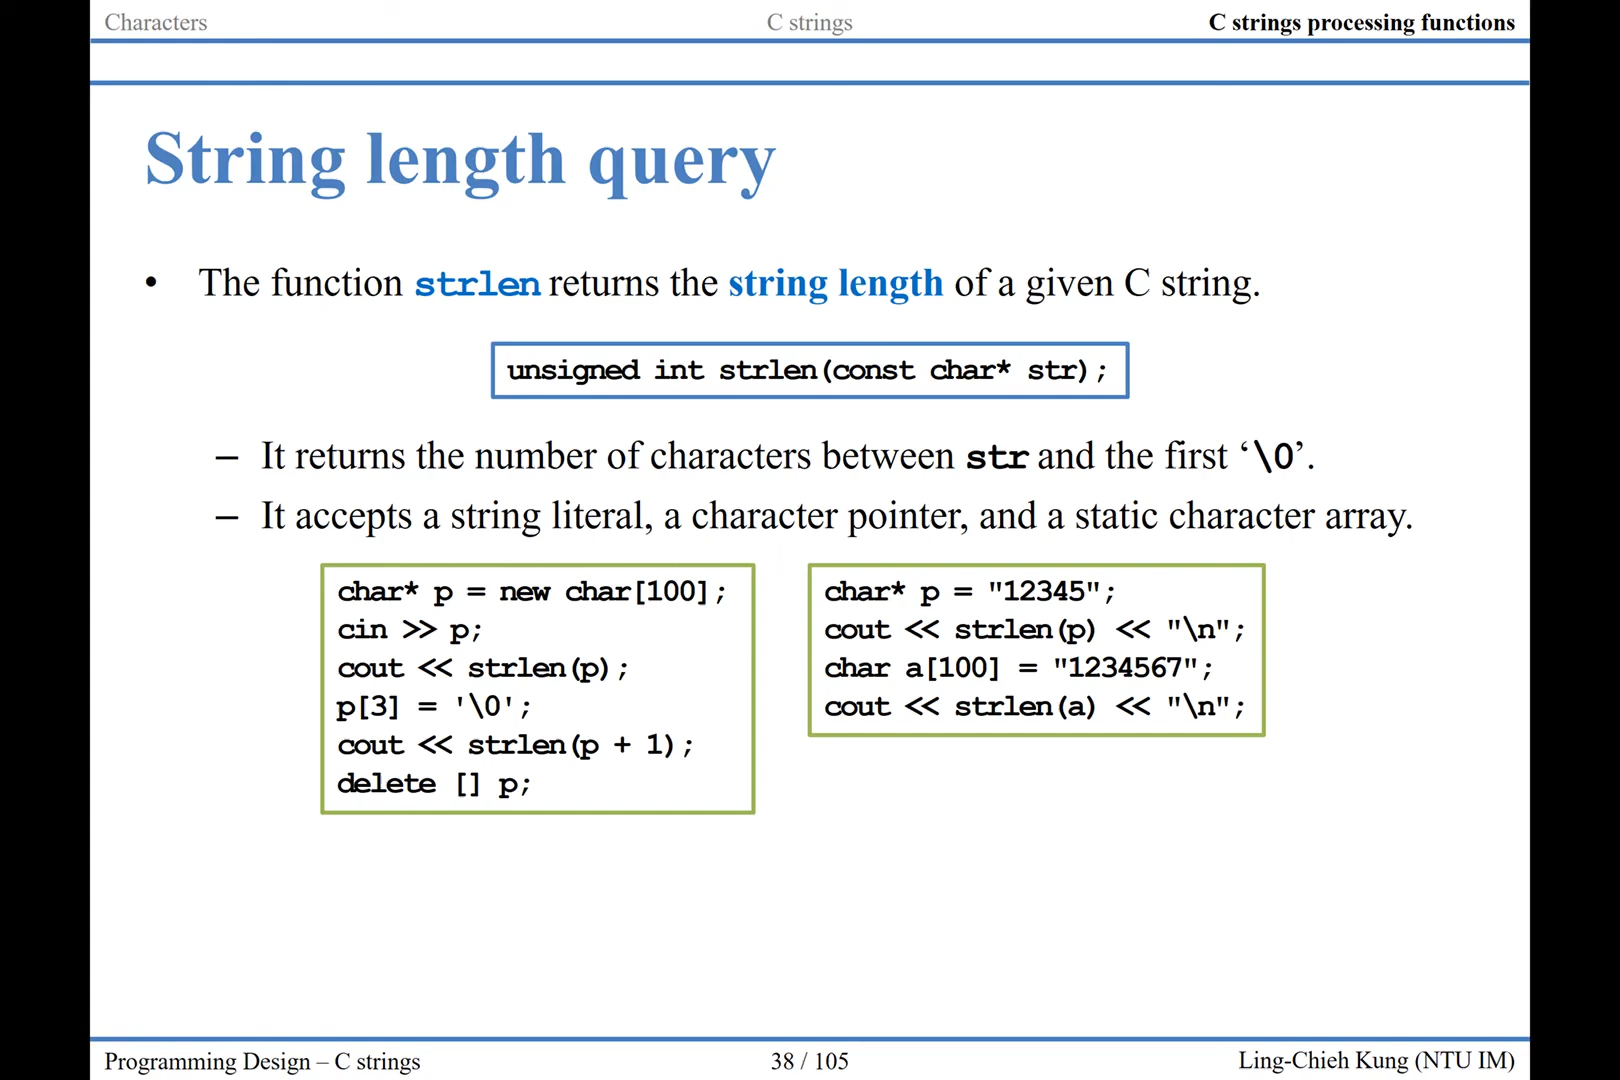 Characters
C strings
C strings processing functions
String length query
• The function strlen returns the string length of a given C string.
unsigned int strlen(const char* str);
– It returns the number of characters between str and the first ‘\0’.
– It accepts a string literal, a character pointer, and a static character array.
char* p = new char[100];
cin >> p;
cout << strlen(p);
p[3] = '\0';
cout << strlen(p + 1);
delete [] p;
char* p = "12345";
cout << strlen(p) << "\n";
char a[100] = "1234567";
cout << strlen(a) << "\n";
Programming Design – C strings
38 / 105
Ling-Chieh Kung (NTU IM)